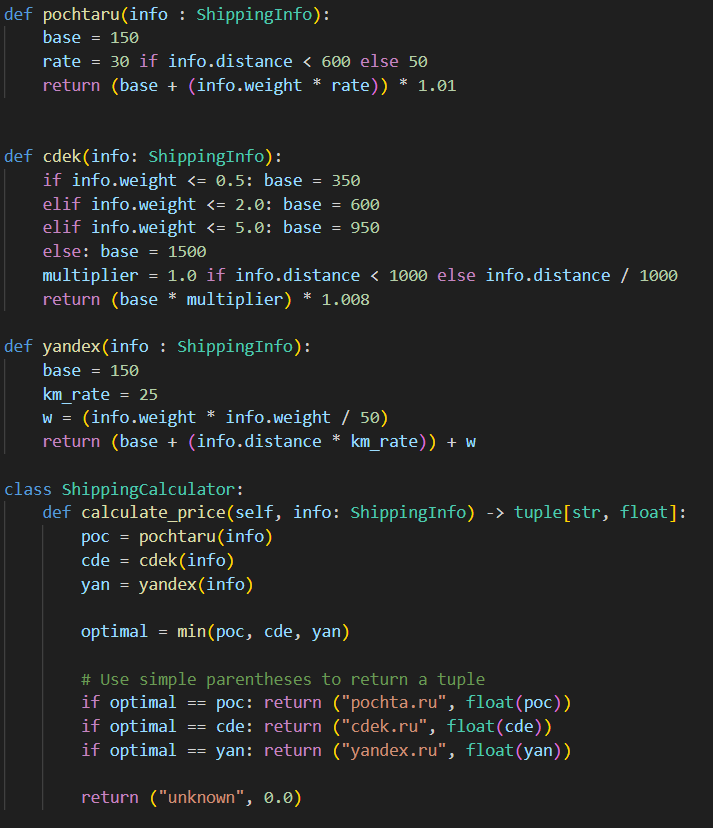 def pochtaru(info : ShippingInfo):
    base = 150
    rate = 30 if info.distance < 600 else 50
    return (base + (info.weight * rate)) * 1.01
def cdek(info: ShippingInfo):
    if info.weight <= 0.5: base = 350
    elif info.weight <= 2.0: base = 600
    elif info.weight <= 5.0: base = 950
    else: base = 1500
    multiplier = 1.0 if info.distance < 1000 else info.distance / 1000
    return (base * multiplier) * 1.008
def yandex(info : ShippingInfo):
    base = 150
    km_rate = 25
    w = (info.weight * info.weight / 50)
    return (base + (info.distance * km_rate)) + w
class ShippingCalculator:
    def calculate_price(self, info: ShippingInfo) -> tuple[str, float]:
        poc = pochtaru(info)
        cde = cdek(info)
        yan = yandex(info)
        optimal = min(poc, cde, yan)
        # Use simple parentheses to return a tuple
        if optimal == poc: return ("pochta.ru", float(poc))
        if optimal == cde: return ("cdek.ru", float(cde))
        if optimal == yan: return ("yandex.ru", float(yan))
        return ("unknown", 0.0)